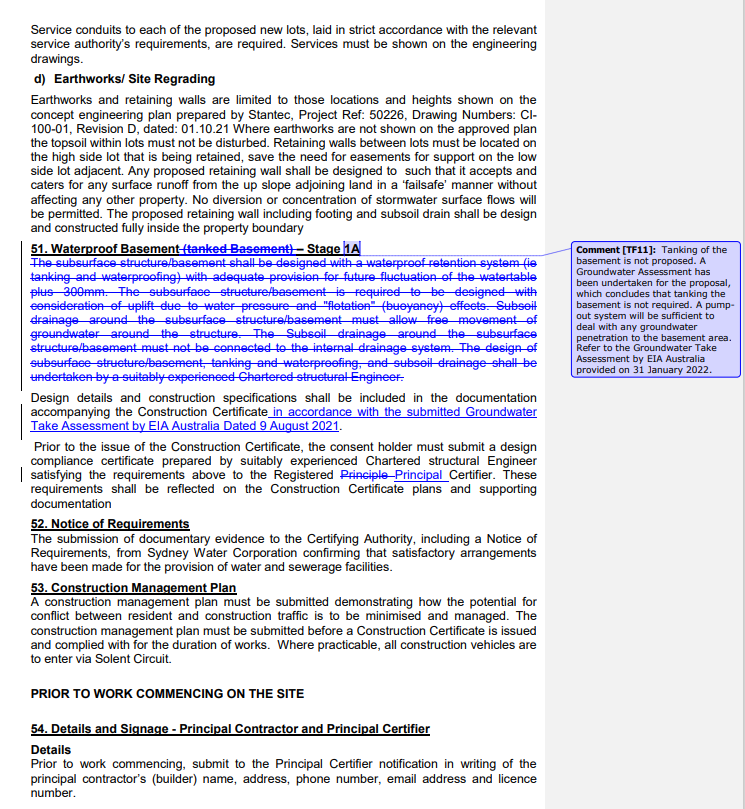 Service conduits to each of the proposed new lots, laid in strict accordance with the relevant
service authority's requirements, are required. Services must be shown on the engineering
drawings.
d) Earthworks/ Site Regrading
Earthworks and retaining walls are limited to those locations and heights shown on the
concept engineering plan prepared by Stantec, Project Ref: 50226, Drawing Numbers: CI-
100-01, Revision D, dated: 01.10.21 Where earthworks are not shown on the approved plan
the topsoil within lots must not be disturbed. Retaining walls between lots must be located on
the high side lot that is being retained, save the need for easements for support on the low
side lot adjacent. Any proposed retaining wall shall be designed to such that it accepts and
caters for any surface runoff from the up slope adjoining land in a 'failsafe' manner without
affecting any other property. No diversion or concentration of stormwater surface flows will
be permitted. The proposed retaining wall including footing and subsoil drain shall be design
and constructed fully inside the property boundary
51. Waterproof Basement (tanked Basement) – Stage 1A
The subsurface structure/basement shall be designed with a waterproof retention system (ie
tanking and waterproofing) with adequate provision for future fluctuation of the watertable
plus 300mm. The subsurface structure/basement is required to be designed with
consideration of uplift due to water pressure and "flotation" (buoyancy) effects. Subsoil
drainage around the subsurface structure/basement must allow free movement of
groundwater around the structure. The Subsoil drainage around the subsurface
structure/basement must not be connected to the internal drainage system. The design of
subsurface structure/basement, tanking and waterproofing, and subsoil drainage shall be
undertaken by a suitably experienced Chartered structural Engineer.
Design details and construction specifications shall be included in the documentation
accompanying the Construction Certificate in accordance with the submitted Groundwater
Take Assessment by EIA Australia Dated 9 August 2021.
Prior to the issue of the Construction Certificate, the consent holder must submit a design
compliance certificate prepared by suitably experienced Chartered structural Engineer
satisfying the requirements above to the Registered Principle Principal Certifier. These
requirements shall be reflected on the Construction Certificate plans and supporting
documentation
52. Notice of Requirements
The submission of documentary evidence to the Certifying Authority, including a Notice of
Requirements, from Sydney Water Corporation confirming that satisfactory arrangements
have been made for the provision of water and sewerage facilities.
53. Construction Management Plan
A construction management plan must be submitted demonstrating how the potential for
conflict between resident and construction traffic is to be minimised and managed. The
construction management plan must be submitted before a Construction Certificate is issued
and complied with for the duration of works. Where practicable, all construction vehicles are
to enter via Solent Circuit.
PRIOR TO WORK COMMENCING ON THE SITE
54. Details and Signage - Principal Contractor and Principal Certifier
Details
Prior to work commencing, submit to the Principal Certifier notification in writing of the
principal contractor's (builder) name, address, phone number, email address and licence
number.
Comment [TF11]: Tanking of the
basement is not proposed. A
Groundwater Assessment has
been undertaken for the proposal,
which concludes that tanking the
basement is not required. A pump-
out system will be sufficient to
deal with any groundwater
penetration to the basement area.
Refer to the Groundwater Take
Assessment by EIA Australia
provided on 31 January 2022.